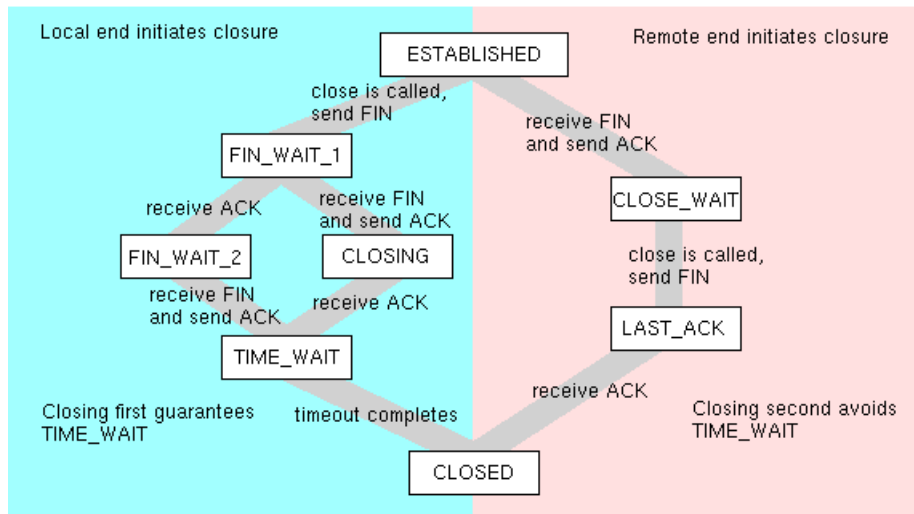 Local end initiates closure
Remote end initiates closure
ESTABLISHED
close is called,
send FIN
receive FIN
and send ACK
FIN_WAIT_1
CLOSE_WAIT
receive ACK
receive FIN
and send ACK
FIN_WAIT_2
CLOSING
close is called,
send FIN
receive FIN
and send ACK
receive ACK
LAST_ACK
TIME_WAIT
receive ACK
Closing first guarantees
TIME_WAIT
timeout completes
Closing second avoids
TIME_WAIT
CLOSED